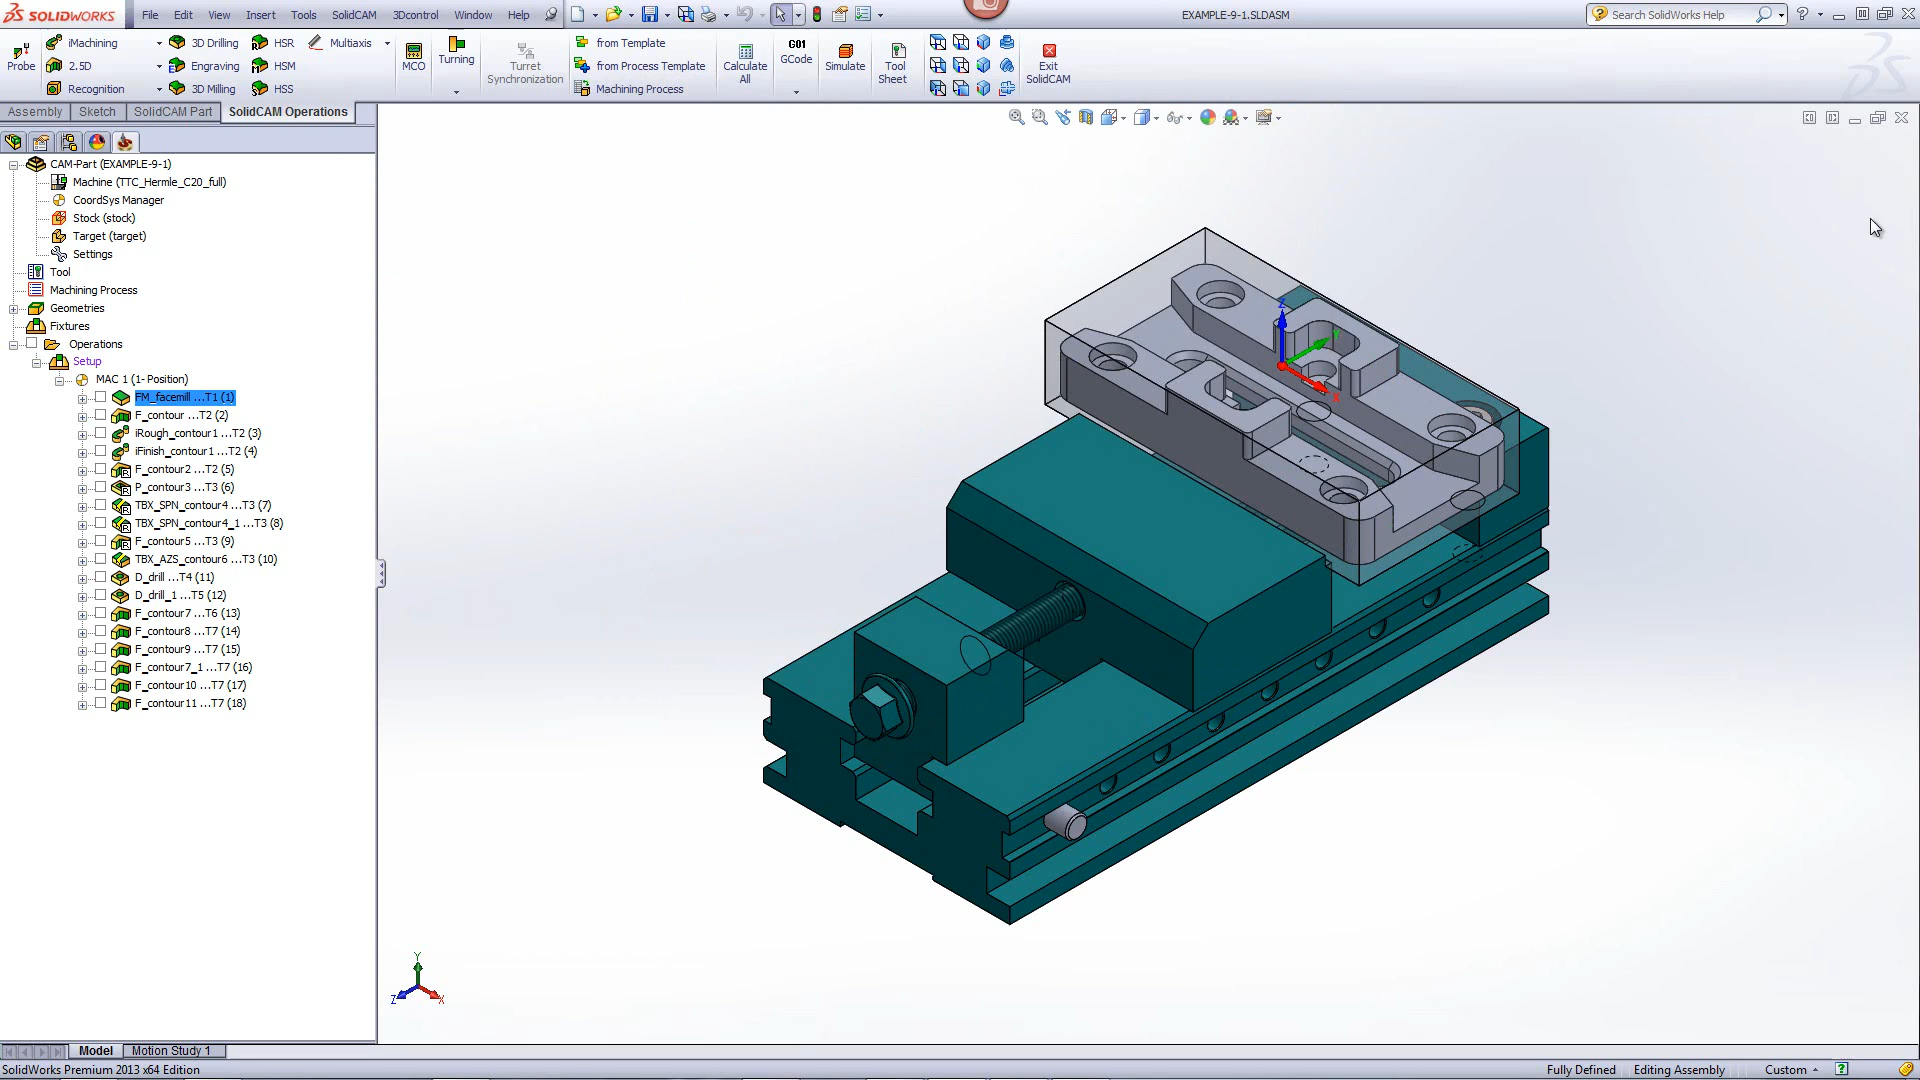 SOLIDWORKS File Edit View Insert Tools SolidCAM 3Dcontrol Window Help EXAMPLE-9-1.SLDASM Search SolidWorks Help
Probe
iMachining
2.5D
Recognition
3D Drilling
Engraving
3D Milling
HSR
HSM
HSS
Multiaxis
MCO
Turning
Turret Synchronization
from Template
from Process Template
Machining Process
Calculate All
G01
GCode
Simulate
Tool Sheet
Exit SolidCAM
Assembly Sketch SolidCAM Part SolidCAM Operations
CAM-Part (EXAMPLE-9-1)
Machine (TTC_Hermle_C20_full)
CoordSys Manager
Stock (stock)
Target (target)
Settings
Tool
Machining Process
Geometries
Fixtures
Operations
Setup
MAC 1 (1- Position)
FM_facemill ...T1 (1)
F_contour ...T2 (2)
iRough_contour1 ...T2 (3)
iFinish_contour1 ...T2 (4)
F_contour2 ...T2 (5)
P_contour3 ...T3 (6)
TBX_SPN_contour4 ...T3 (7)
TBX_SPN_contour4_1 ...T3 (8)
F_contour5 ...T3 (9)
TBX_AZS_contour6 ...T3 (10)
D_drill ...T4 (11)
D_drill_1 ...T5 (12)
F_contour7 ...T6 (13)
F_contour8 ...T7 (14)
F_contour9 ...T7 (15)
F_contour7_1 ...T7 (16)
F_contour10 ...T7 (17)
F_contour11 ...T7 (18)
Z
Y
X
Y
Z
X
Model Motion Study 1
SolidWorks Premium 2013 x64 Edition Fully Defined Editing Assembly Custom